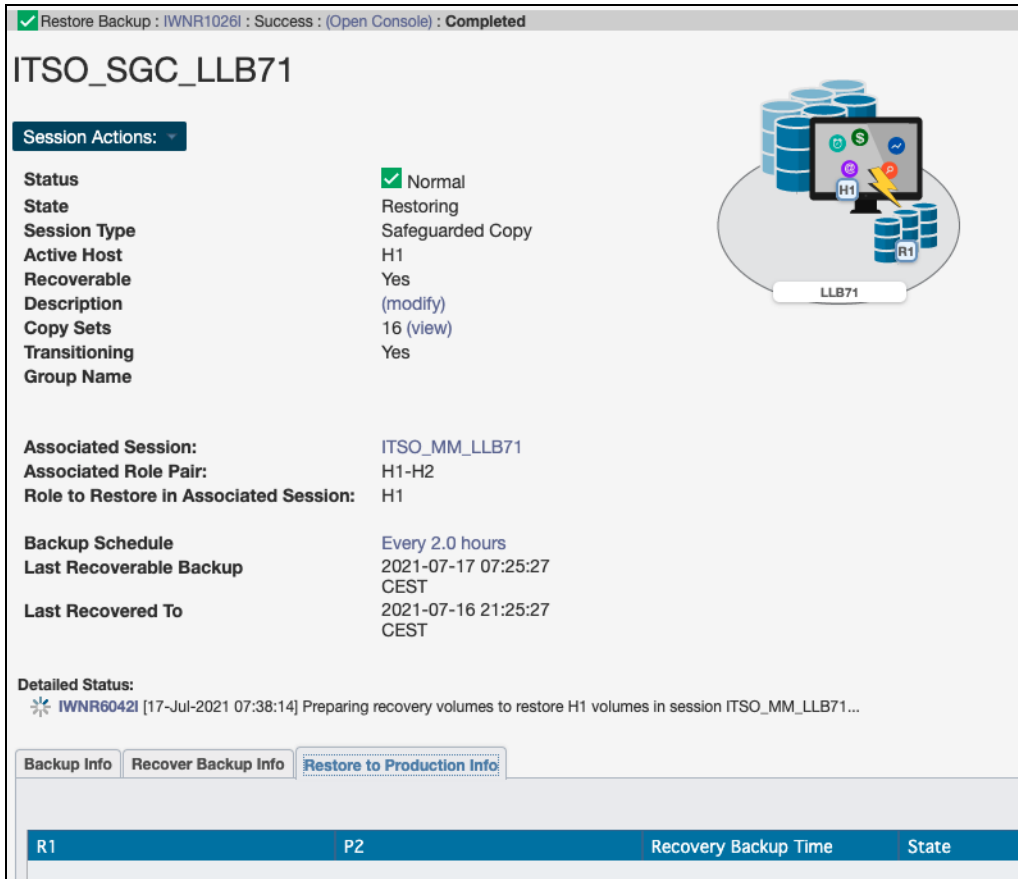 Restore Backup : IWNR1026I : Success : (Open Console) : Completed
ITSO_SGC_LLB71
Session Actions:
Status Normal
State Restoring
Session Type Safeguarded Copy
Active Host H1
Recoverable Yes
Description (modify)
Copy Sets 16 (view)
Transitioning Yes
Group Name
H1
R1
LLB71
Associated Session: ITSO_MM_LLB71
Associated Role Pair: H1-H2
Role to Restore in Associated Session: H1
Backup Schedule Every 2.0 hours
Last Recoverable Backup 2021-07-17 07:25:27
CEST
Last Recovered To 2021-07-16 21:25:27
CEST
Detailed Status:
IWNR6042I [17-Jul-2021 07:38:14] Preparing recovery volumes to restore H1 volumes in session ITSO_MM_LLB71...
Backup Info Recover Backup Info Restore to Production Info
R1 P2 Recovery Backup Time State